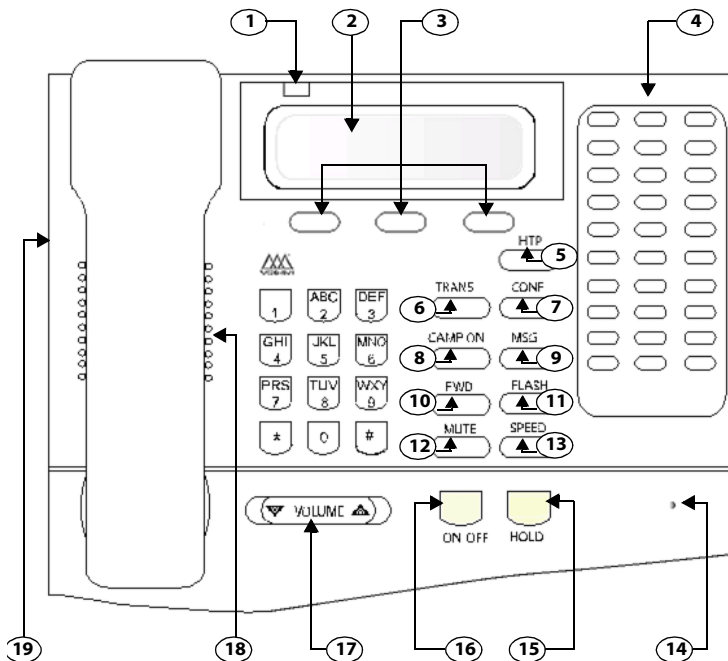 1 2 3 4
HTP
5
TRANS CONF
6 7
1 ABC 2 DEF 3
CAMP ON MSG
8 9
GHI 4 JKL 5 MNO 6
FWD FLASH
10 11
PRS 7 TUV 8 WXY 9
MUTE SPEED
12 13
* 0 #
VOLUME
ON OFF HOLD
19 18 17 16 15 14